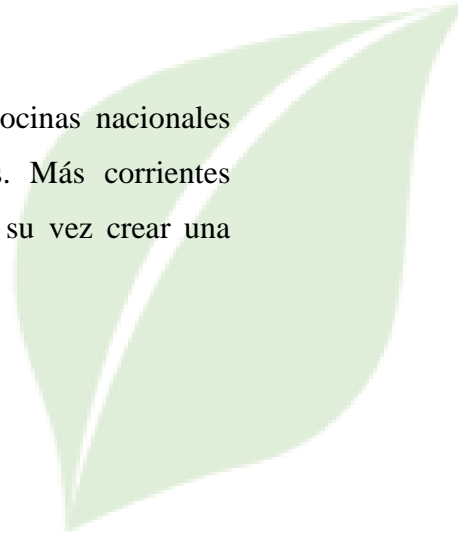 ocinas nacionales
s. Más corrientes
su vez crear una